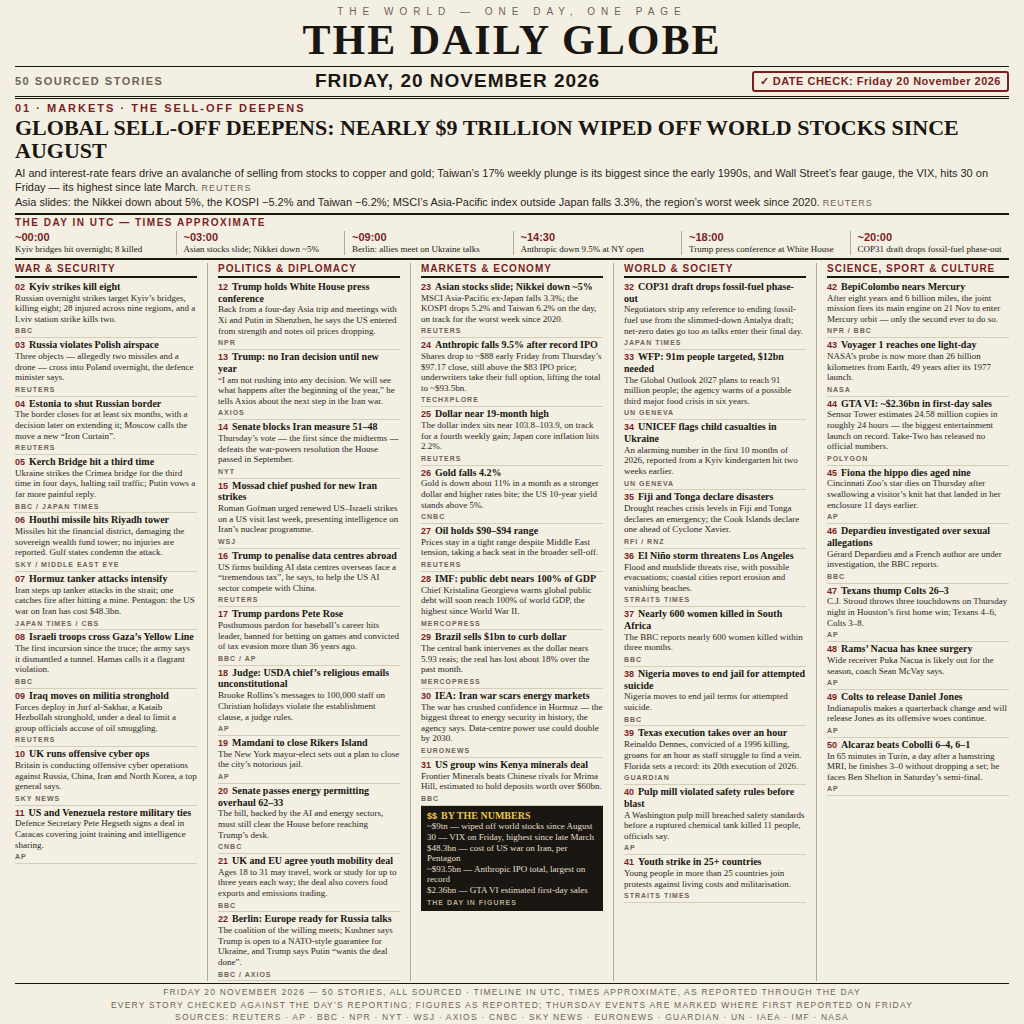 THE WORLD — ONE DAY, ONE PAGE
THE DAILY GLOBE
50 SOURCED STORIES
FRIDAY, 20 NOVEMBER 2026
✓ DATE CHECK: Friday 20 November 2026
01 · MARKETS · THE SELL-OFF DEEPENS
GLOBAL SELL-OFF DEEPENS: NEARLY $9 TRILLION WIPED OFF WORLD STOCKS SINCE
AUGUST
AI and interest-rate fears drive an avalanche of selling from stocks to copper and gold; Taiwan's 17% weekly plunge is its biggest since the early 1990s, and Wall Street's fear gauge, the VIX, hits 30 on
Friday — its highest since late March. REUTERS
Asia slides: the Nikkei down about 5%, the KOSPI −5.2% and Taiwan −6.2%; MSCI's Asia-Pacific index outside Japan falls 3.3%, the region's worst week since 2020. REUTERS
THE DAY IN UTC — TIMES APPROXIMATE
~00:00
Kyiv bridges hit overnight; 8 killed
~03:00
Asian stocks slide; Nikkei down ~5%
~09:00
Berlin: allies meet on Ukraine talks
~14:30
Anthropic down 9.5% at NY open
~18:00
Trump press conference at White House
~20:00
COP31 draft drops fossil-fuel phase-out
WAR & SECURITY
02 Kyiv strikes kill eight
Russian overnight strikes target Kyiv's bridges,
killing eight; 28 injured across nine regions, and a
Lviv station strike kills two.
BBC
03 Russia violates Polish airspace
Three objects — allegedly two missiles and a
drone — cross into Poland overnight, the defence
minister says.
REUTERS
04 Estonia to shut Russian border
The border closes for at least six months, with a
decision later on extending it; Moscow calls the
move a new “Iron Curtain”.
REUTERS
05 Kerch Bridge hit a third time
Ukraine strikes the Crimea bridge for the third
time in four days, halting rail traffic; Putin vows a
far more painful reply.
BBC / JAPAN TIMES
06 Houthi missile hits Riyadh tower
Missiles hit the financial district, damaging the
sovereign wealth fund tower; no injuries are
reported. Gulf states condemn the attack.
SKY / MIDDLE EAST EYE
07 Hormuz tanker attacks intensify
Iran steps up tanker attacks in the strait; one
catches fire after hitting a mine. Pentagon: the US
war on Iran has cost $48.3bn.
JAPAN TIMES / CBS
08 Israeli troops cross Gaza's Yellow Line
The first incursion since the truce; the army says
it dismantled a tunnel. Hamas calls it a flagrant
violation.
BBC
09 Iraq moves on militia stronghold
Forces deploy in Jurf al-Sakhar, a Kataib
Hezbollah stronghold, under a deal to limit a
group officials accuse of oil smuggling.
REUTERS
10 UK runs offensive cyber ops
Britain is conducting offensive cyber operations
against Russia, China, Iran and North Korea, a top
general says.
SKY NEWS
11 US and Venezuela restore military ties
Defence Secretary Pete Hegseth signs a deal in
Caracas covering joint training and intelligence
sharing.
AP
POLITICS & DIPLOMACY
12 Trump holds White House press
conference
Back from a four-day Asia trip and meetings with
Xi and Putin in Shenzhen, he says the US entered
from strength and notes oil prices dropping.
NPR
13 Trump: no Iran decision until new
year
“I am not rushing into any decision. We will see
what happens after the beginning of the year,” he
tells Axios about the next step in the Iran war.
AXIOS
14 Senate blocks Iran measure 51–48
Thursday's vote — the first since the midterms —
defeats the war-powers resolution the House
passed in September.
NYT
15 Mossad chief pushed for new Iran
strikes
Roman Gofman urged renewed US–Israeli strikes
on a US visit last week, presenting intelligence on
Iran's nuclear programme.
WSJ
16 Trump to penalise data centres abroad
US firms building AI data centres overseas face a
“tremendous tax”, he says, to help the US AI
sector compete with China.
REUTERS
17 Trump pardons Pete Rose
Posthumous pardon for baseball's career hits
leader, banned for betting on games and convicted
of tax evasion more than 36 years ago.
BBC / AP
18 Judge: USDA chief's religious emails
unconstitutional
Brooke Rollins's messages to 100,000 staff on
Christian holidays violate the establishment
clause, a judge rules.
AP
19 Mamdani to close Rikers Island
The New York mayor-elect sets out a plan to close
the city's notorious jail.
AP
20 Senate passes energy permitting
overhaul 62–33
The bill, backed by the AI and energy sectors,
must still clear the House before reaching
Trump's desk.
CNBC
21 UK and EU agree youth mobility deal
Ages 18 to 31 may travel, work or study for up to
three years each way; the deal also covers food
exports and emissions trading.
BBC
22 Berlin: Europe ready for Russia talks
The coalition of the willing meets; Kushner says
Trump is open to a NATO-style guarantee for
Ukraine, and Trump says Putin “wants the deal
done”.
BBC / AXIOS
MARKETS & ECONOMY
23 Asian stocks slide; Nikkei down ~5%
MSCI Asia-Pacific ex-Japan falls 3.3%; the
KOSPI drops 5.2% and Taiwan 6.2% on the day,
on track for the worst week since 2020.
REUTERS
24 Anthropic falls 9.5% after record IPO
Shares drop to ~$88 early Friday from Thursday's
$97.17 close, still above the $83 IPO price;
underwriters take their full option, lifting the total
to ~$93.5bn.
TECHXPLORE
25 Dollar near 19-month high
The dollar index sits near 103.8–103.9, on track
for a fourth weekly gain; Japan core inflation hits
2.2%.
REUTERS
26 Gold falls 4.2%
Gold is down about 11% in a month as a stronger
dollar and higher rates bite; the US 10-year yield
stands above 5%.
CNBC
27 Oil holds $90–$94 range
Prices stay in a tight range despite Middle East
tension, taking a back seat in the broader sell-off.
REUTERS
28 IMF: public debt nears 100% of GDP
Chief Kristalina Georgieva warns global public
debt will soon reach 100% of world GDP, the
highest since World War II.
MERCOPRESS
29 Brazil sells $1bn to curb dollar
The central bank intervenes as the dollar nears
5.93 reais; the real has lost about 18% over the
past month.
MERCOPRESS
30 IEA: Iran war scars energy markets
The war has crushed confidence in Hormuz — the
biggest threat to energy security in history, the
agency says. Data-centre power use could double
by 2030.
EURONEWS
31 US group wins Kenya minerals deal
Frontier Minerals beats Chinese rivals for Mrima
Hill, estimated to hold deposits worth over $60bn.
BBC
$$ BY THE NUMBERS
~$9tn — wiped off world stocks since August
30 — VIX on Friday, highest since late March
$48.3bn — cost of US war on Iran, per
Pentagon
~$93.5bn — Anthropic IPO total, largest on
record
$2.36bn — GTA VI estimated first-day sales
THE DAY IN FIGURES
WORLD & SOCIETY
32 COP31 draft drops fossil-fuel phase-
out
Negotiators strip any reference to ending fossil-
fuel use from the slimmed-down Antalya draft;
net-zero dates go too as talks enter their final day.
JAPAN TIMES
33 WFP: 91m people targeted, $12bn
needed
The Global Outlook 2027 plans to reach 91
million people; the agency warns of a possible
third major food crisis in six years.
UN GENEVA
34 UNICEF flags child casualties in
Ukraine
An alarming number in the first 10 months of
2026, reported from a Kyiv kindergarten hit two
weeks earlier.
UN GENEVA
35 Fiji and Tonga declare disasters
Drought reaches crisis levels in Fiji and Tonga
declares an emergency; the Cook Islands declare
one ahead of Cyclone Xavier.
RFI / RNZ
36 El Niño storm threatens Los Angeles
Flood and mudslide threats rise, with possible
evacuations; coastal cities report erosion and
vanishing beaches.
STRAITS TIMES
37 Nearly 600 women killed in South
Africa
The BBC reports nearly 600 women killed within
three months.
BBC
38 Nigeria moves to end jail for attempted
suicide
Nigeria moves to end jail terms for attempted
suicide.
BBC
39 Texas execution takes over an hour
Reinaldo Dennes, convicted of a 1996 killing,
groans for an hour as staff struggle to find a vein.
Florida sets a record: its 20th execution of 2026.
GUARDIAN
40 Pulp mill violated safety rules before
blast
A Washington pulp mill breached safety standards
before a ruptured chemical tank killed 11 people,
officials say.
AP
41 Youth strike in 25+ countries
Young people in more than 25 countries join
protests against living costs and militarisation.
STRAITS TIMES
SCIENCE, SPORT & CULTURE
42 BepiColombo nears Mercury
After eight years and 6 billion miles, the joint
mission fires its main engine on 21 Nov to enter
Mercury orbit — only the second ever to do so.
NPR / BBC
43 Voyager 1 reaches one light-day
NASA's probe is now more than 26 billion
kilometres from Earth, 49 years after its 1977
launch.
NASA
44 GTA VI: ~$2.36bn in first-day sales
Sensor Tower estimates 24.58 million copies in
roughly 24 hours — the biggest entertainment
launch on record. Take-Two has released no
official numbers.
POLYGON
45 Fiona the hippo dies aged nine
Cincinnati Zoo's star dies on Thursday after
swallowing a visitor's knit hat that landed in her
enclosure 11 days earlier.
AP
46 Depardieu investigated over sexual
allegations
Gérard Depardieu and a French author are under
investigation, the BBC reports.
BBC
47 Texans thump Colts 26–3
C.J. Stroud throws three touchdowns on Thursday
night in Houston's first home win; Texans 4–6,
Colts 3–8.
AP
48 Rams' Nacua has knee surgery
Wide receiver Puka Nacua is likely out for the
season, coach Sean McVay says.
AP
49 Colts to release Daniel Jones
Indianapolis makes a quarterback change and will
release Jones as its offensive woes continue.
AP
50 Alcaraz beats Cobolli 6–4, 6–1
In 65 minutes in Turin, a day after a hamstring
MRI, he finishes 3–0 without dropping a set; he
faces Ben Shelton in Saturday's semi-final.
AP
FRIDAY 20 NOVEMBER 2026 — 50 STORIES, ALL SOURCED · TIMELINE IN UTC, TIMES APPROXIMATE, AS REPORTED THROUGH THE DAY
EVERY STORY CHECKED AGAINST THE DAY'S REPORTING; FIGURES AS REPORTED; THURSDAY EVENTS ARE MARKED WHERE FIRST REPORTED ON FRIDAY
SOURCES: REUTERS · AP · BBC · NPR · NYT · WSJ · AXIOS · CNBC · SKY NEWS · EURONEWS · GUARDIAN · UN · IAEA · IMF · NASA